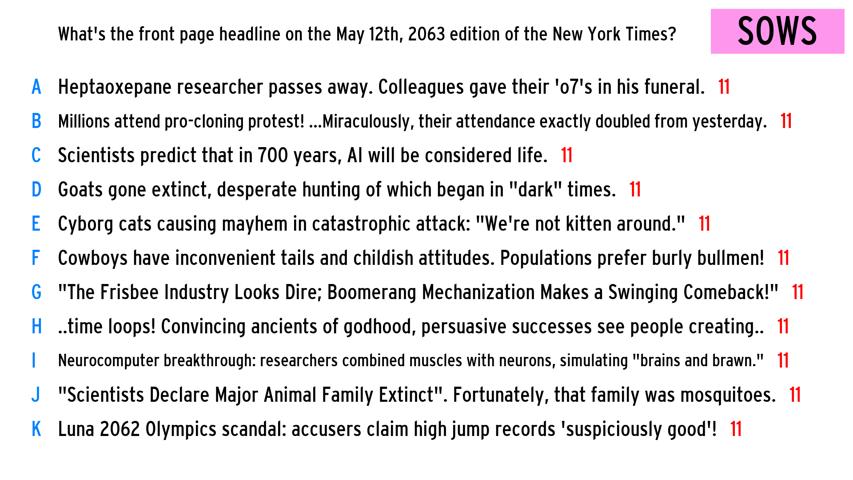 What's the front page headline on the May 12th, 2063 edition of the New York Times? SOWS
A Heptaoxepane researcher passes away. Colleagues gave their 'o7's in his funeral. 11
B Millions attend pro-cloning protest! ...Miraculously, their attendance exactly doubled from yesterday. 11
C Scientists predict that in 700 years, AI will be considered life. 11
D Goats gone extinct, desperate hunting of which began in "dark" times. 11
E Cyborg cats causing mayhem in catastrophic attack: "We're not kitten around." 11
F Cowboys have inconvenient tails and childish attitudes. Populations prefer burly bullmen! 11
G "The Frisbee Industry Looks Dire; Boomerang Mechanization Makes a Swinging Comeback!" 11
H ..time loops! Convincing ancients of godhood, persuasive successes see people creating.. 11
I Neurocomputer breakthrough: researchers combined muscles with neurons, simulating "brains and brawn." 11
J "Scientists Declare Major Animal Family Extinct". Fortunately, that family was mosquitoes. 11
K Luna 2062 Olympics scandal: accusers claim high jump records 'suspiciously good'! 11